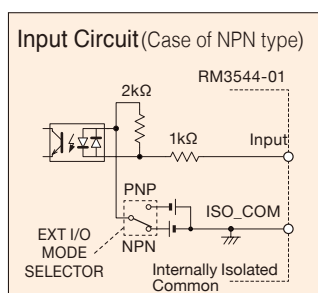 Input Circuit (Case of NPN type)
RM3544-01
2kΩ
1kΩ
Input
PNP
ISO_COM
EXT I/O
MODE
SELECTOR
NPN
Internally Isolated
Common